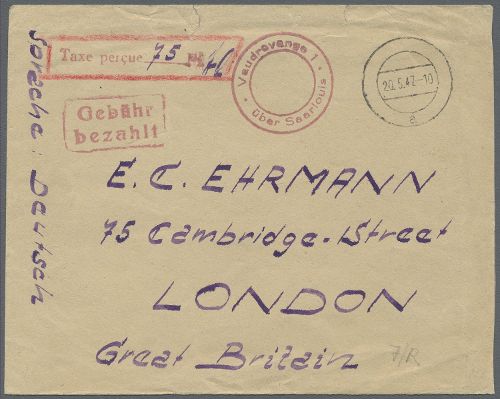 Taxe perçue 75 Pf
Vaudrevange 1
über Saarlouis
20.5.47.-10
a
Gebühr
bezahlt
Sprache: Deutsch
E. C. EHRMANN
75 Cambridge-Street
LONDON
Great Britain
7/R